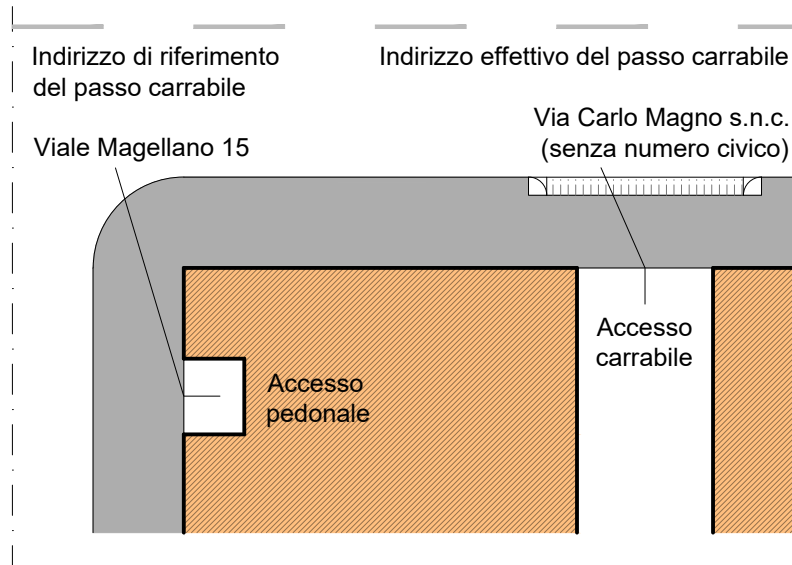 Indirizzo di riferimento
del passo carrabile
Indirizzo effettivo del passo carrabile
Viale Magellano 15
Via Carlo Magno s.n.c.
(senza numero civico)
Accesso
pedonale
Accesso
carrabile